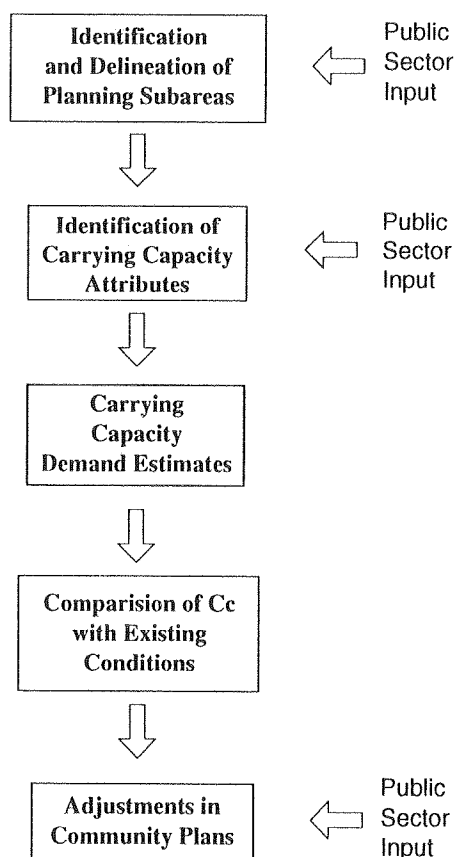 Identification
and Delineation of
Planning Subareas
Public
Sector
Input
Identification of
Carrying Capacity
Attributes
Public
Sector
Input
Carrying
Capacity
Demand Estimates
Comparision of Cc
with Existing
Conditions
Adjustments in
Community Plans
Public
Sector
Input